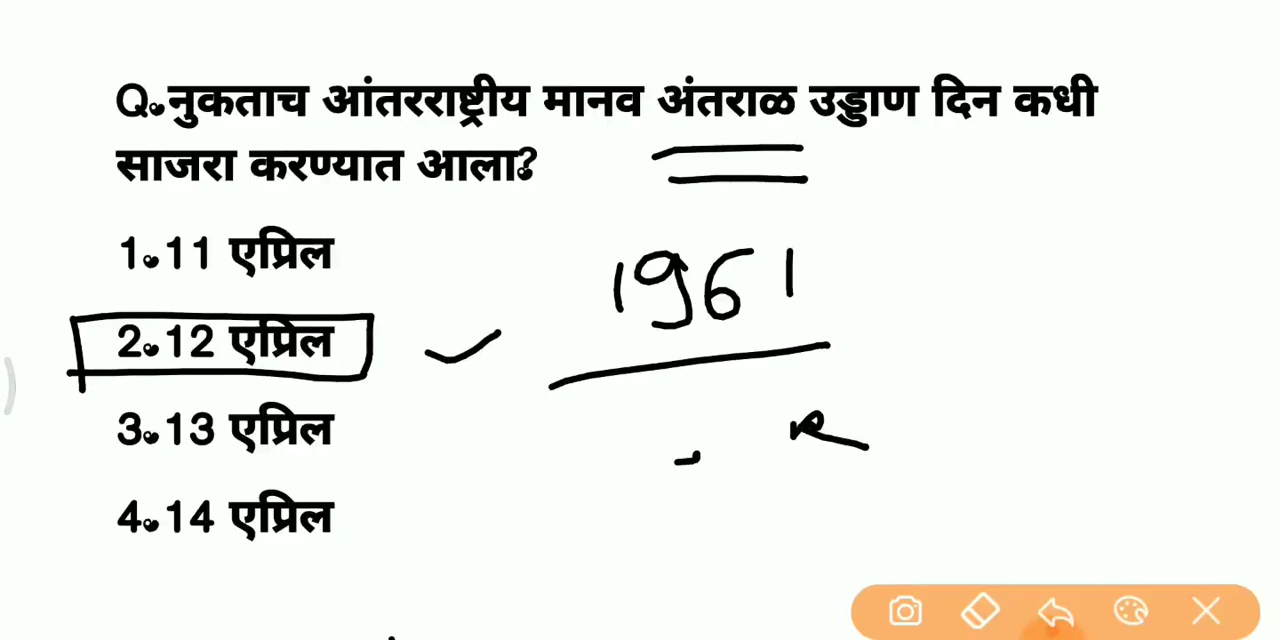 Q.नुकताच आंतरराष्ट्रीय मानव अंतराळ उड्डाण दिन कधी
साजरा करण्यात आला?
1.11 एप्रिल
1961
2.12 एप्रिल
3.13 एप्रिल
4.14 एप्रिल